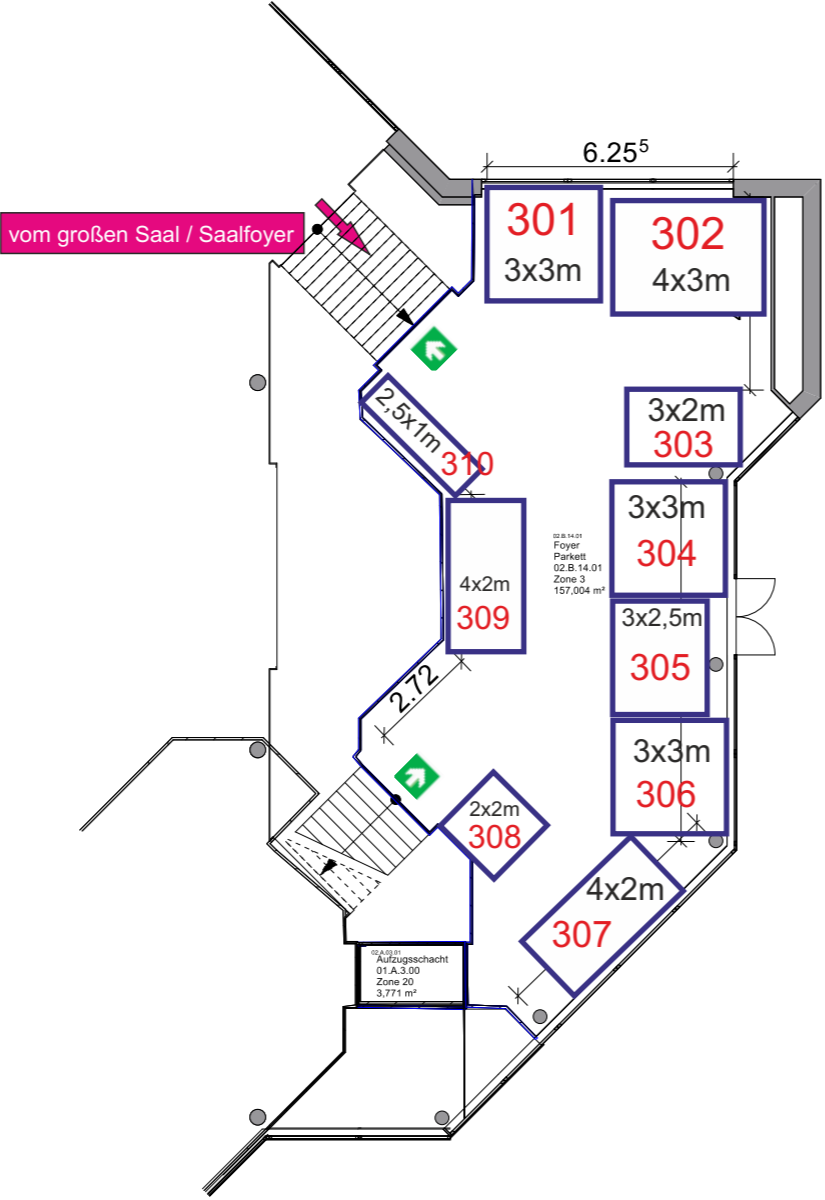 6.25⁵
vom großen Saal / Saalfoyer
301
3x3m
302
4x3m
2,5x1m
310
3x2m
303
3x3m
304
02.B.14.01
Foyer
Parkett
02.B.14.01
Zone 3
157,004 m²
4x2m
309
3x2,5m
305
2.72
3x3m
306
2x2m
308
4x2m
307
02.A.03.01
Aufzugsschacht
01.A.3.00
Zone 20
3,771 m²